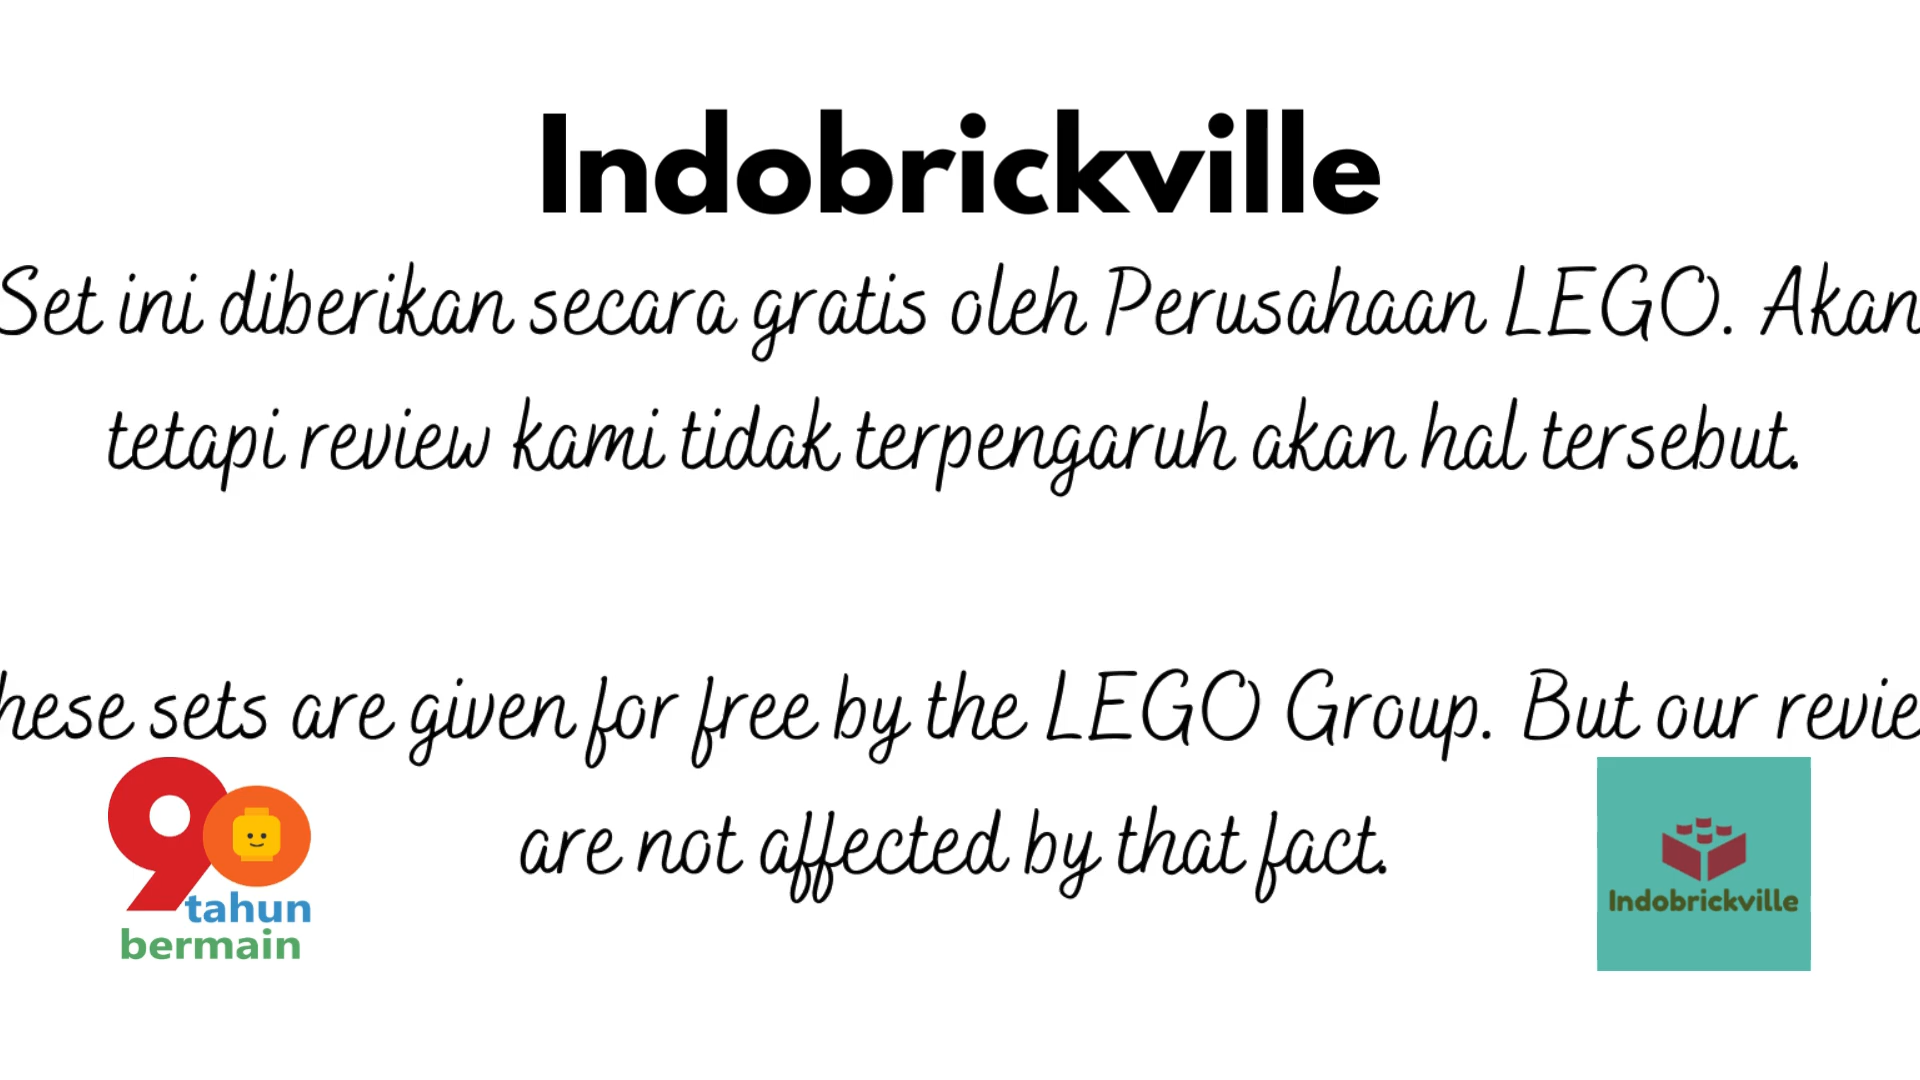 Indobrickville
Set ini diberikan secara gratis oleh Perusahaan LEGO. Akan
tetapi review kami tidak terpengaruh akan hal tersebut.
hese sets are given for free by the LEGO Group. But our revie
are not affected by that fact.
90
tahun
bermain
Indobrickville